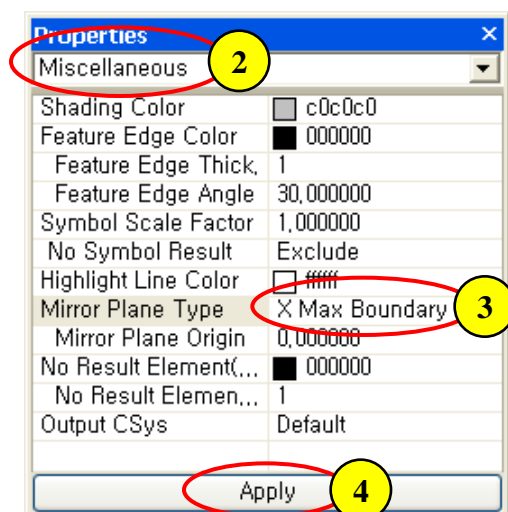 Properties ×
Miscellaneous 2
Shading Color c0c0c0
Feature Edge Color 000000
Feature Edge Thick, 1
Feature Edge Angle 30,000000
Symbol Scale Factor 1,000000
No Symbol Result Exclude
Highlight Line Color ffffff
Mirror Plane Type X Max Boundary 3
Mirror Plane Origin 0,000000
No Result Element(,,, 000000
No Result Elemen,,, 1
Output CSys Default
Apply 4